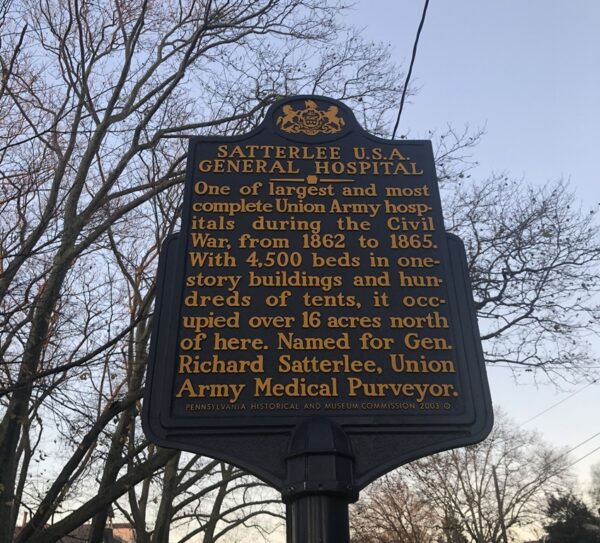 SATTERLEE U.S.A.
GENERAL HOSPITAL
One of largest and most
complete Union Army hosp-
itals during the Civil
War, from 1862 to 1865.
With 4,500 beds in one-
story buildings and hun-
dreds of tents, it occ-
upied over 16 acres north
of here. Named for Gen.
Richard Satterlee, Union
Army Medical Purveyor.
PENNSYLVANIA HISTORICAL AND MUSEUM COMMISSION 2003 ©